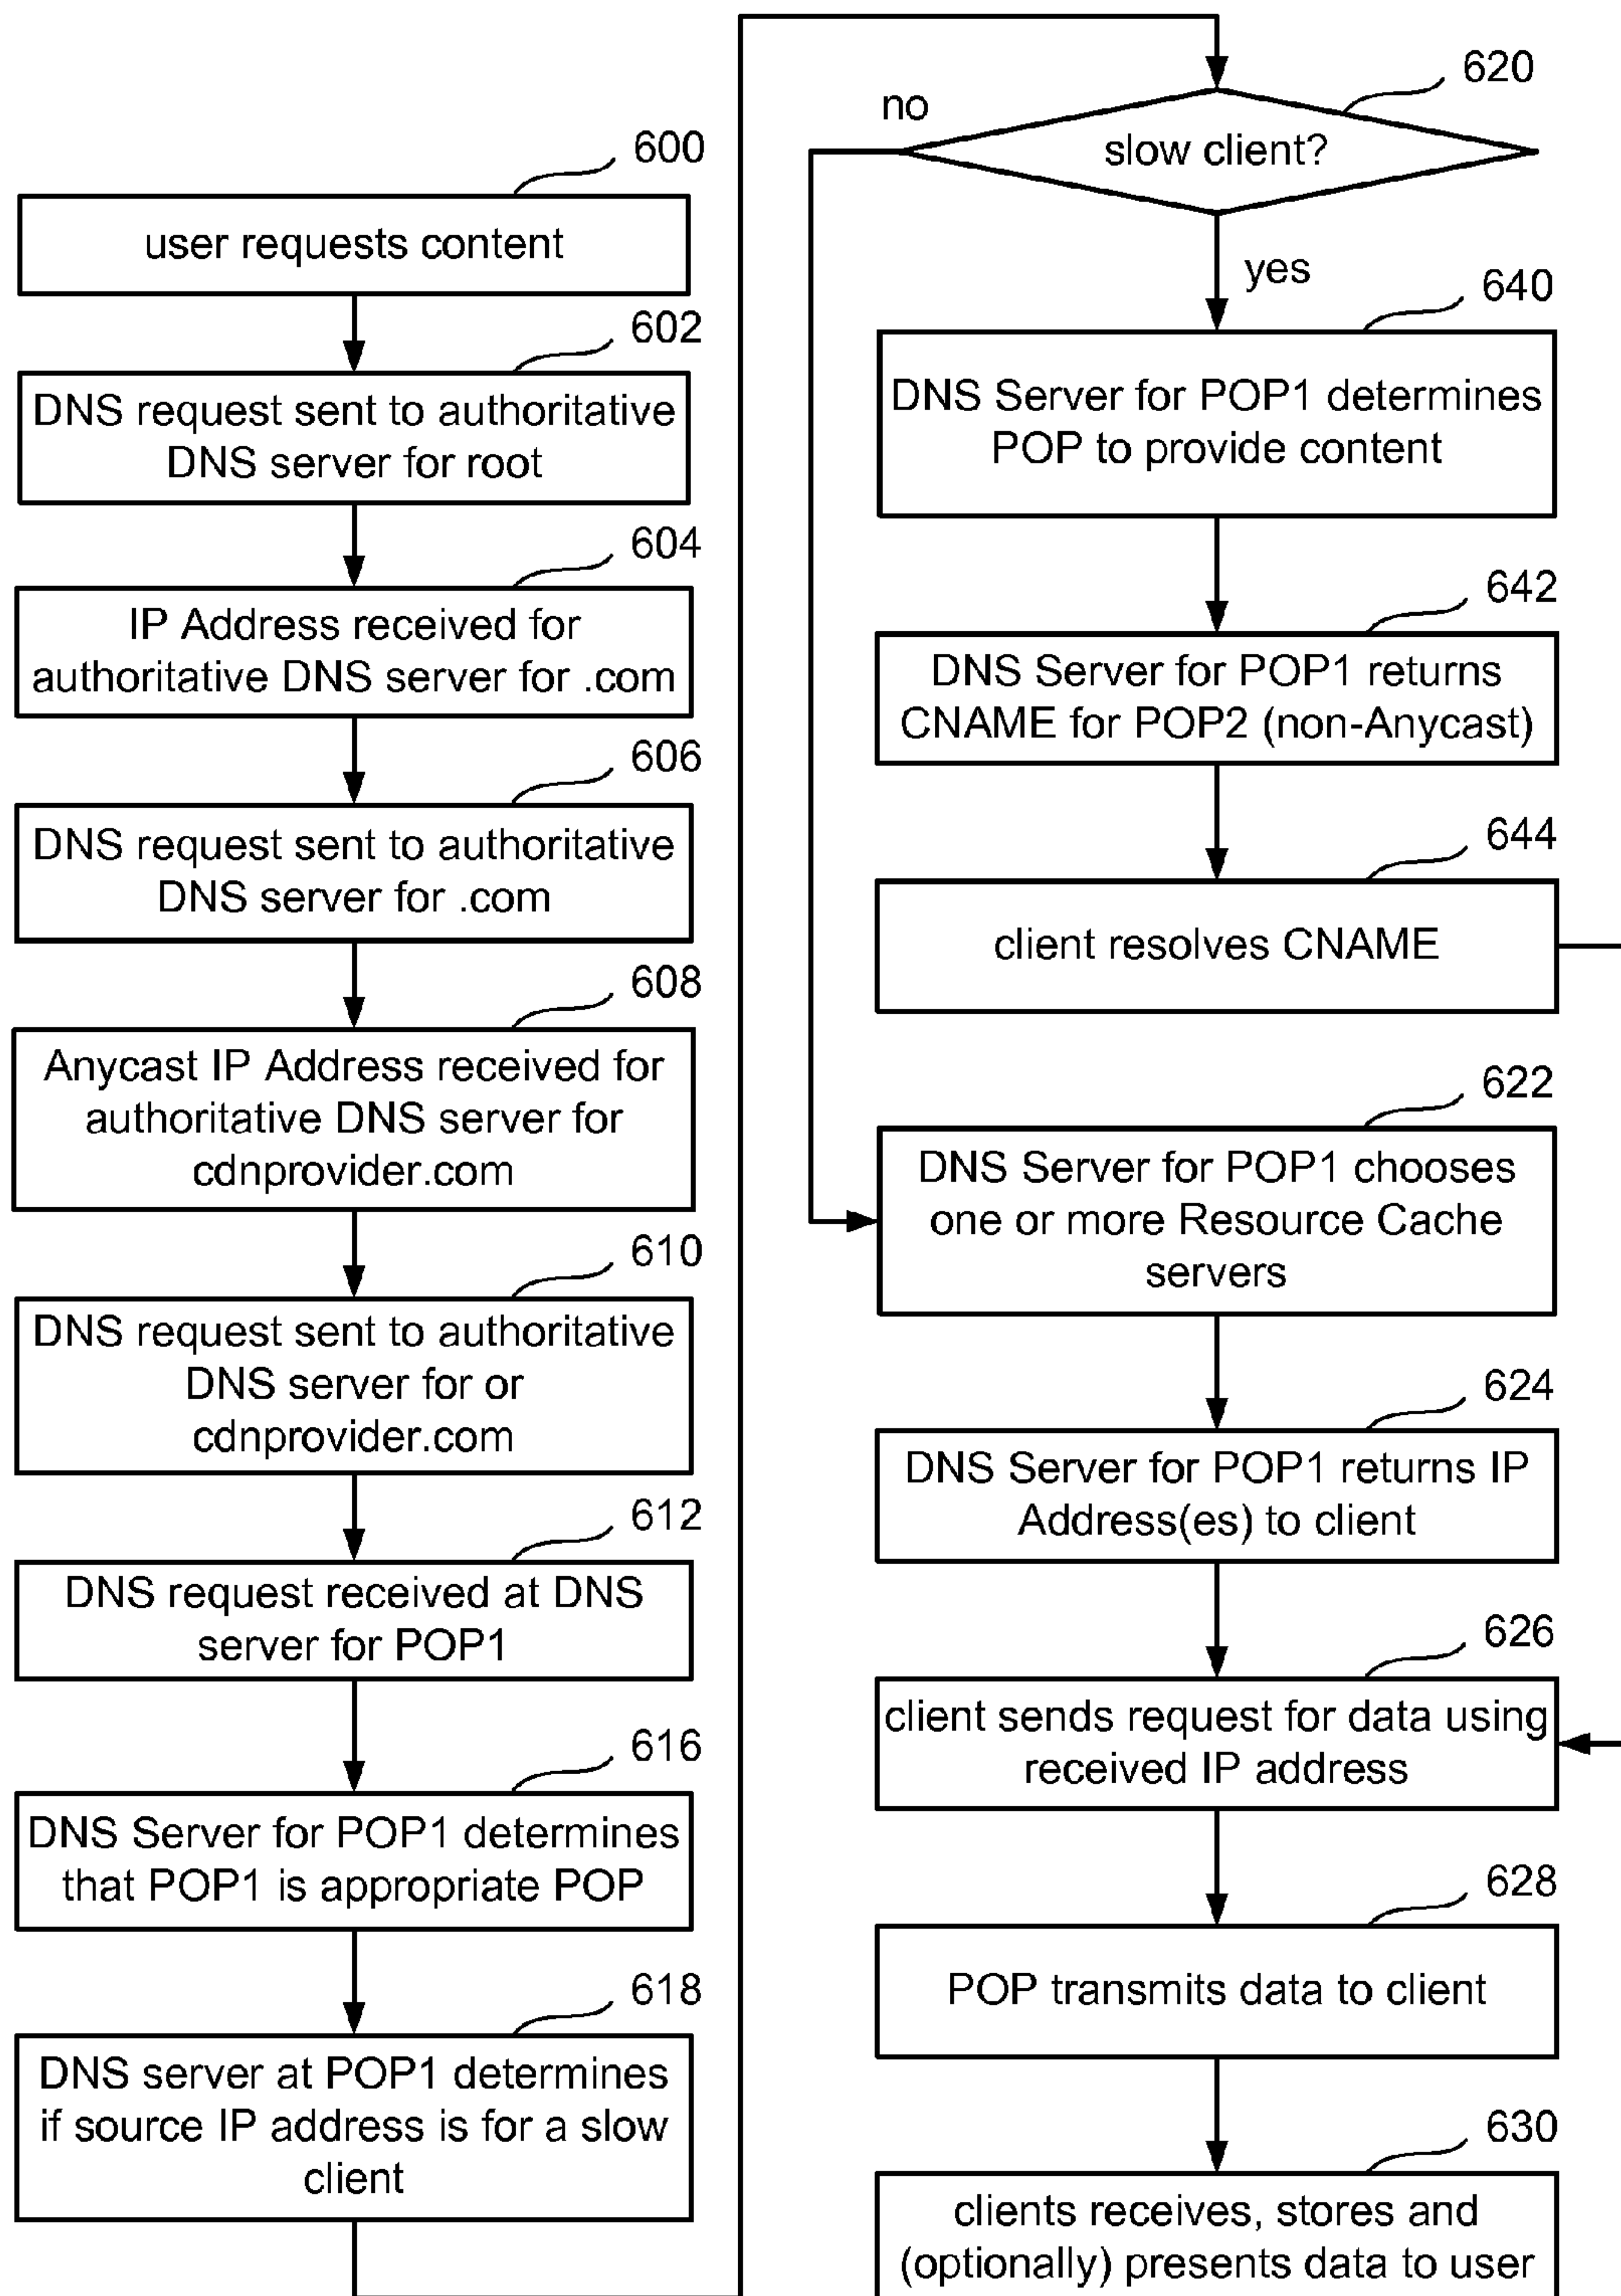 600
user requests content
602
DNS request sent to authoritative
DNS server for root
604
IP Address received for
authoritative DNS server for .com
606
DNS request sent to authoritative
DNS server for .com
608
Anycast IP Address received for
authoritative DNS server for
cdnprovider.com
610
DNS request sent to authoritative
DNS server for or
cdnprovider.com
612
DNS request received at DNS
server for POP1
616
DNS Server for POP1 determines
that POP1 is appropriate POP
618
DNS server at POP1 determines
if source IP address is for a slow
client
620
no
slow client?
yes
640
DNS Server for POP1 determines
POP to provide content
642
DNS Server for POP1 returns
CNAME for POP2 (non-Anycast)
644
client resolves CNAME
622
DNS Server for POP1 chooses
one or more Resource Cache
servers
624
DNS Server for POP1 returns IP
Address(es) to client
626
client sends request for data using
received IP address
628
POP transmits data to client
630
clients receives, stores and
(optionally) presents data to user